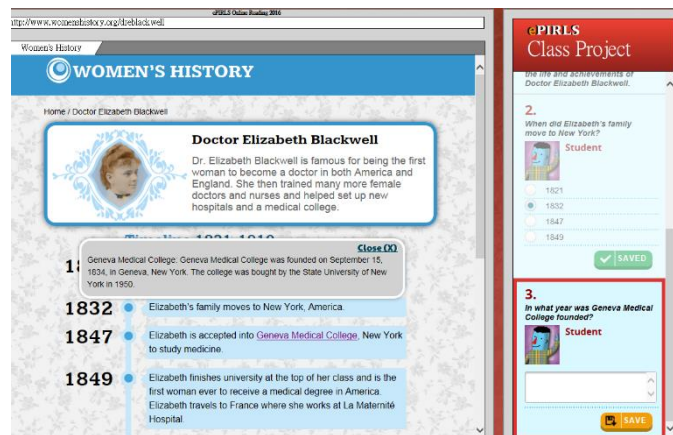 ePIRLS Online Reading 2016
http://www.womenshistory.org/dreblackwell
Women's History
WOMEN'S HISTORY
Home / Doctor Elizabeth Blackwell
Doctor Elizabeth Blackwell
Dr. Elizabeth Blackwell is famous for being the first
woman to become a doctor in both America and
England. She then trained many more female
doctors and nurses and helped set up new
hospitals and a medical college.
Close (X)
Geneva Medical College: Geneva Medical College was founded on September 15,
1834, in Geneva, New York. The college was bought by the State University of New
York in 1950.
1832
Elizabeth's family moves to New York, America.
1847
Elizabeth is accepted into Geneva Medical College, New York
to study medicine.
1849
Elizabeth finishes university at the top of her class and is the
first woman ever to receive a medical degree in America.
Elizabeth travels to France where she works at La Maternité
Hospital.
ePIRLS
Class Project
the life and achievements of
Doctor Elizabeth Blackwell.
2.
When did Elizabeth's family
move to New York?
Student
1821
1832
1847
1849
SAVED
3.
In what year was Geneva Medical
College founded?
Student
SAVE